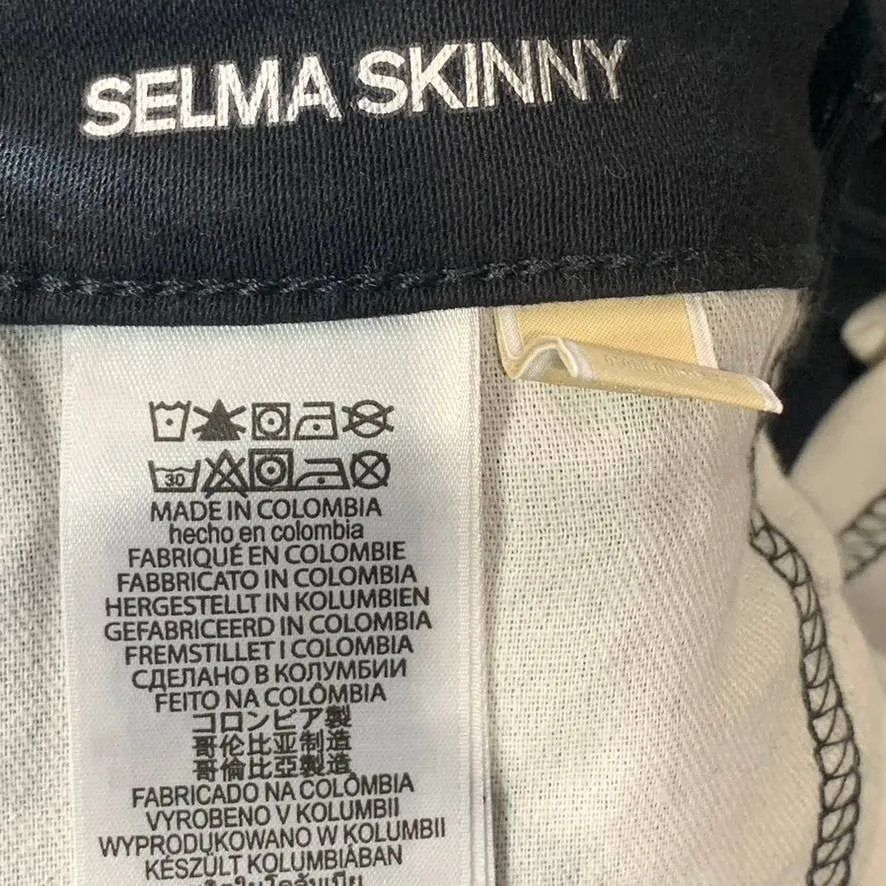 SELMA SKINNY
30
MADE IN COLOMBIA
hecho en colombia
FABRIQUÉ EN COLOMBIE
FABBRICATO IN COLOMBIA
HERGESTELLT IN KOLUMBIEN
GEFABRICEERD IN COLOMBIA
FREMSTILLET I COLOMBIA
СДЕЛАНО В КОЛУМБИИ
FEITO NA COLÔMBIA
コロンビア製
哥伦比亚制造
哥倫比亞製造
FABRICADO NA COLÔMBIA
VYROBENO V KOLUMBII
WYPRODUKOWANO W KOLUMBII
KÉSZÜLT KOLUMBIÁBAN